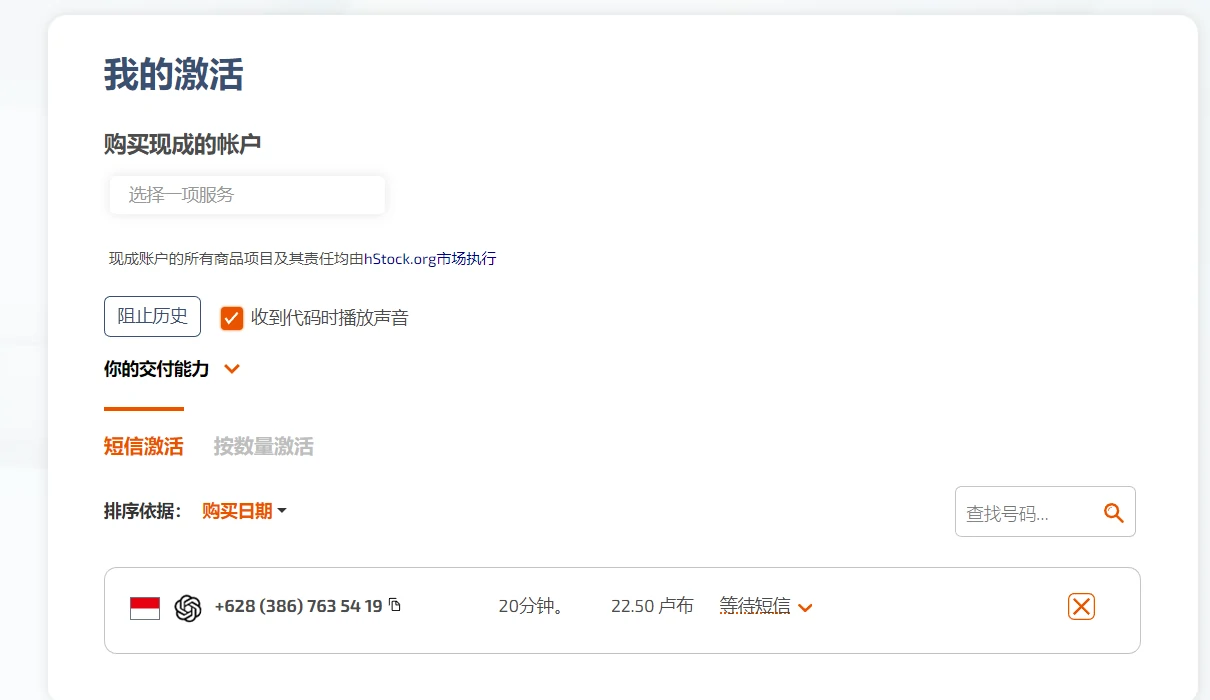 我的激活
购买现成的帐户
选择一项服务
现成账户的所有商品项目及其责任均由hStock.org市场执行
阻止历史 收到代码时播放声音
你的交付能力
短信激活 按数量激活
排序依据： 购买日期 查找号码...
+628 (386) 763 54 19 20分钟。 22.50 卢布 等待短信